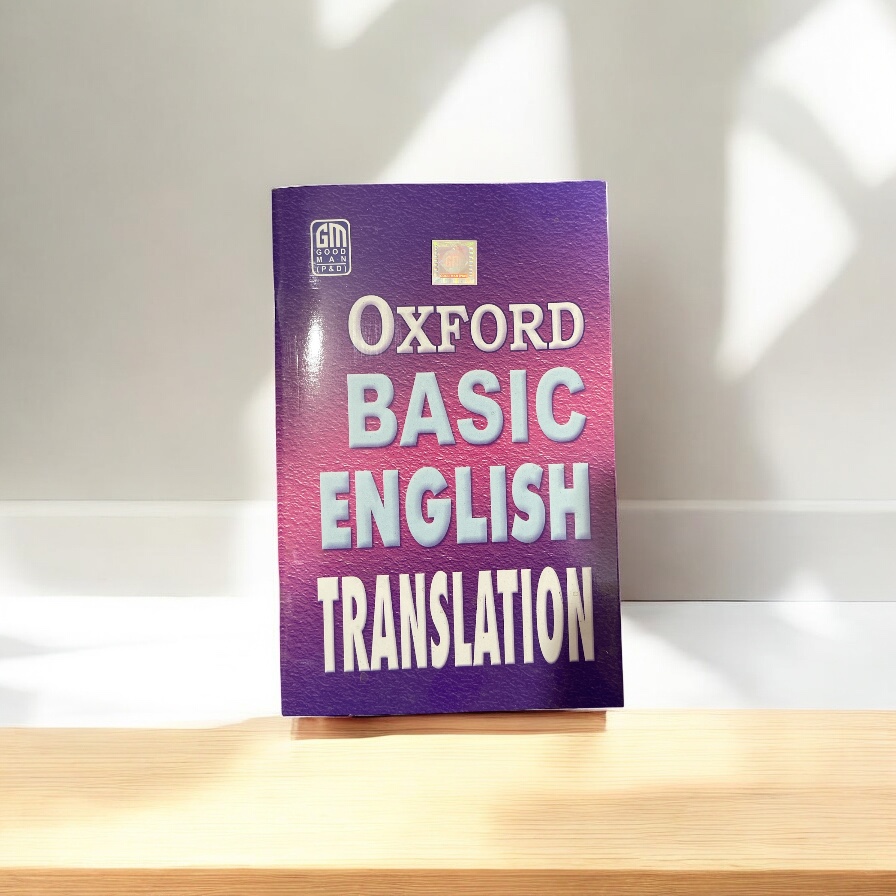 GM
GOOD
MAN
(P&D)
OXFORD
BASIC
ENGLISH
TRANSLATION